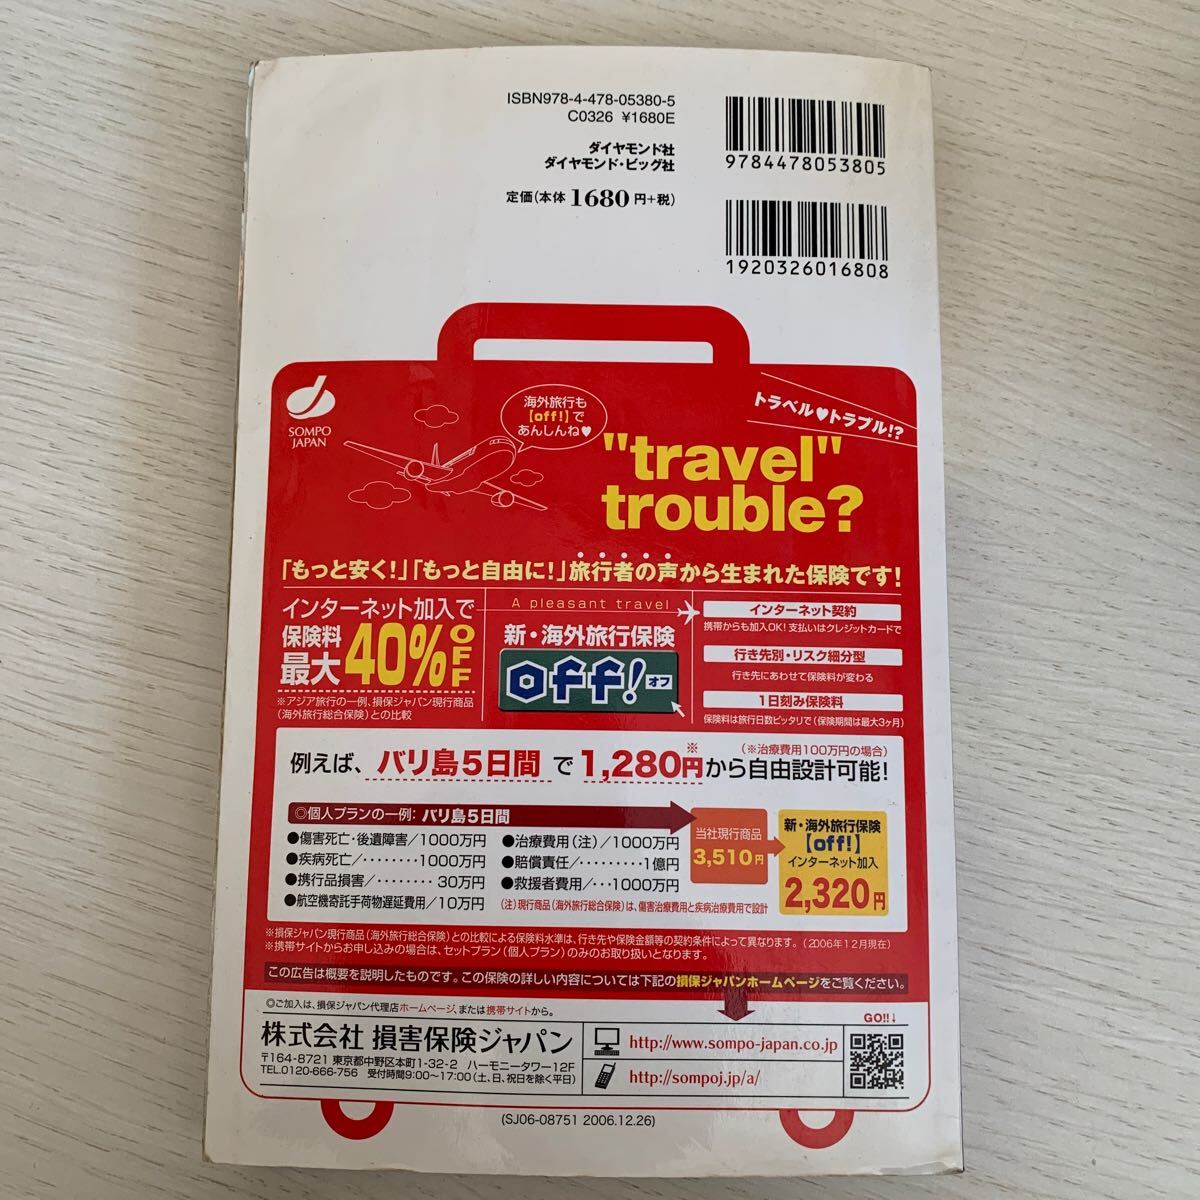 ISBN978-4-478-05380-5
C0326 ¥1680E
ダイヤモンド社
ダイヤモンド・ビッグ社
定価(本体1680円+税)
9784478053805
1920326016808
SOMPO
JAPAN
海外旅行も
【off!】で
あんしんね♥
トラベル♥トラブル!?
"travel"
trouble?
「もっと安く!」「もっと自由に!」旅行者の声から生まれた保険です!
インターネット加入で
保険料
最大40%OFF
※アジア旅行の一例、損保ジャパン現行商品
(海外旅行総合保険)との比較
A pleasant travel
新・海外旅行保険
off!オフ
インターネット契約
携帯からも加入OK!支払いはクレジットカードで
行き先別・リスク細分型
行き先にあわせて保険料が変わる
1日刻み保険料
保険料は旅行日数ピッタリで(保険期間は最大3ヶ月)
例えば、バリ島5日間で1,280円※から自由設計可能!
(※治療費用100万円の場合)
◎個人プランの一例:バリ島5日間
●傷害死亡・後遺障害/1000万円
●疾病死亡/········1000万円
●携行品損害/········30万円
●航空機寄託手荷物遅延費用/10万円
●治療費用(注)/1000万円
●賠償責任/·········1億円
●救援者費用/···1000万円
(注)現行商品(海外旅行総合保険)は、傷害治療費用と疾病治療費用で設計
当社現行商品
3,510円
新・海外旅行保険
【off!】
インターネット加入
2,320円
※損保ジャパン現行商品(海外旅行総合保険)との比較による保険料水準は、行き先や保険金額等の契約条件によって異なります。(2006年12月現在)
※携帯サイトからお申し込みの場合は、セットプラン(個人プラン)のみのお取り扱いとなります。
この広告は概要を説明したものです。この保険の詳しい内容については下記の損保ジャパンホームページをご覧ください。
◎ご加入は、損保ジャパン代理店ホームページ、または携帯サイトから。
株式会社 損害保険ジャパン
〒164-8721 東京都中野区本町1-32-2 ハーモニータワー12F
TEL.0120-666-756 受付時間9:00〜17:00(土、日、祝日を除く平日)
http://www.sompo-japan.co.jp
http://sompoj.jp/a/
GO!!↓
(SJ06-08751 2006.12.26)